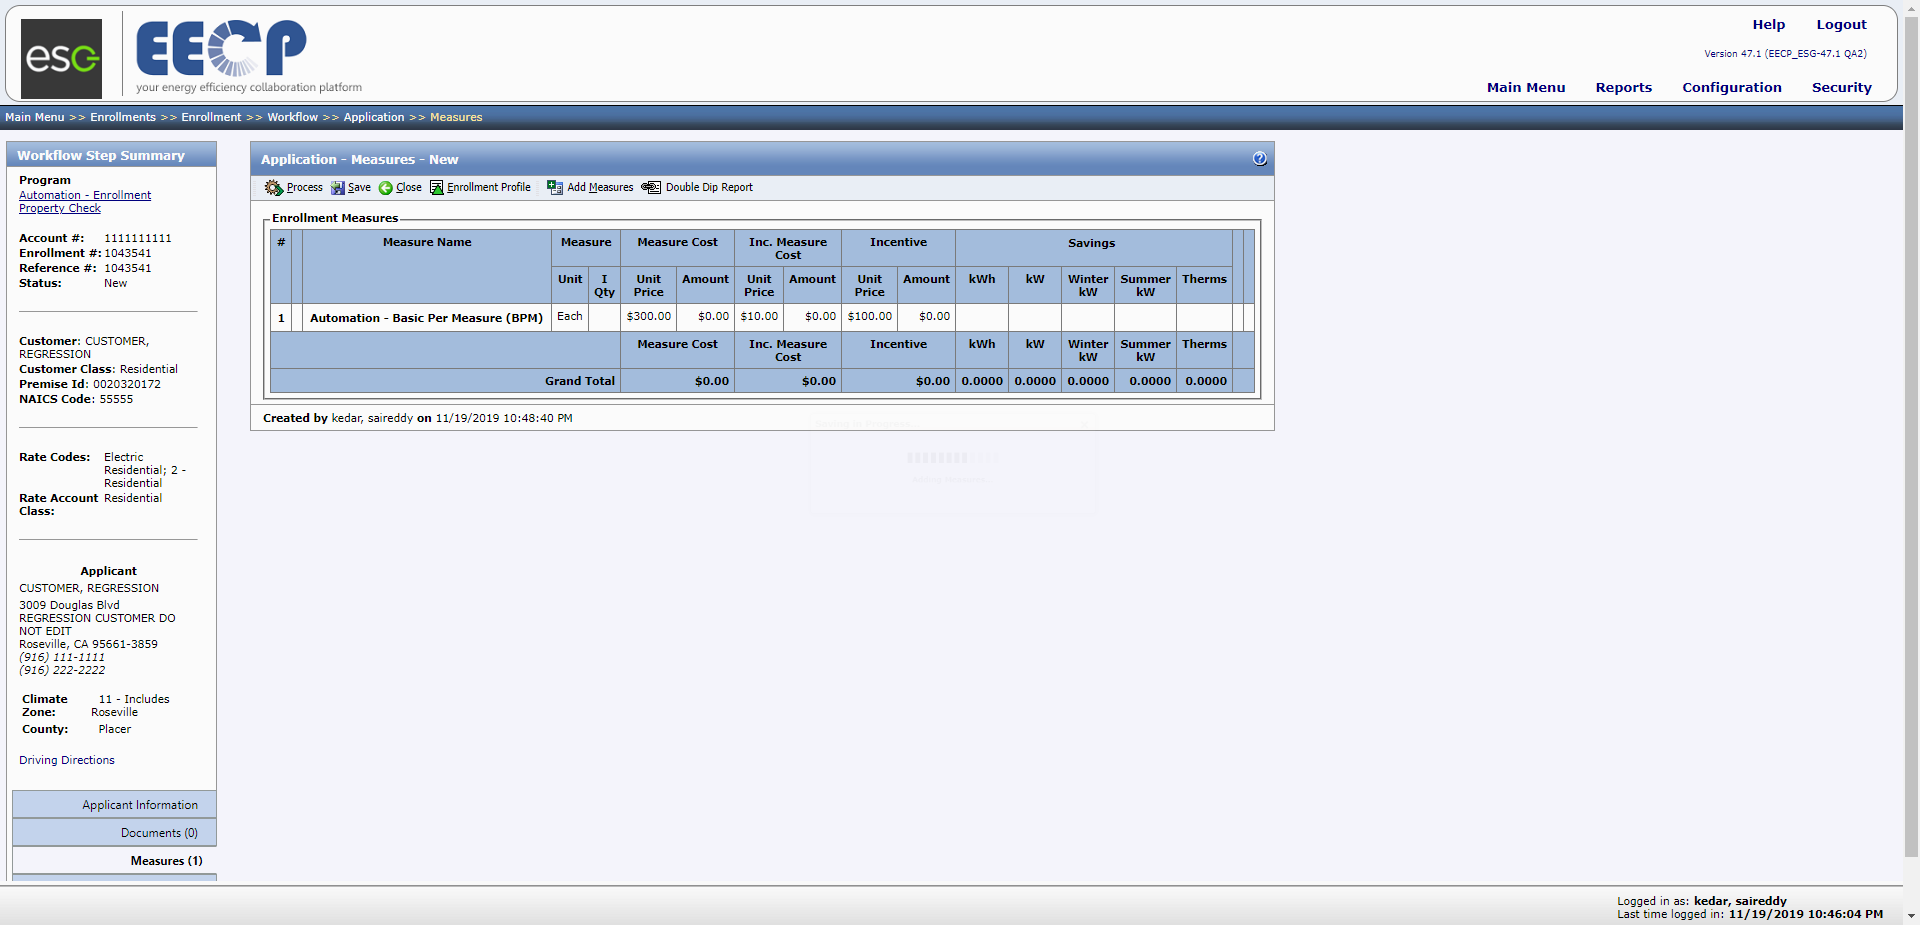 esg
EECP
your energy efficiency collaboration platform
Help Logout
Version 47.1 (EECP_ESG-47.1 QA2)
Main Menu Reports Configuration Security
Main Menu >> Enrollments >> Enrollment >> Workflow >> Application >> Measures
Workflow Step Summary
Program
Automation - Enrollment
Property Check
Account #: 1111111111
Enrollment #: 1043541
Reference #: 1043541
Status: New
Customer: CUSTOMER,
REGRESSION
Customer Class: Residential
Premise Id: 0020320172
NAICS Code: 55555
Rate Codes: Electric
Residential; 2 -
Residential
Rate Account Residential
Class:
Applicant
CUSTOMER, REGRESSION
3009 Douglas Blvd
REGRESSION CUSTOMER DO
NOT EDIT
Roseville, CA 95661-3859
(916) 111-1111
(916) 222-2222
Climate 11 - Includes
Zone: Roseville
County: Placer
Driving Directions
Applicant Information
Documents (0)
Measures (1)
Application - Measures - New
Process Save Close Enrollment Profile Add Measures Double Dip Report
Enrollment Measures
# Measure Name Measure Measure Cost Inc. Measure Cost Incentive Savings
Unit I Qty Unit Price Amount Unit Price Amount Unit Price Amount kWh kW Winter kW Summer kW Therms
1 Automation - Basic Per Measure (BPM) Each $300.00 $0.00 $10.00 $0.00 $100.00 $0.00
Measure Cost Inc. Measure Cost Incentive kWh kW Winter kW Summer kW Therms
Grand Total $0.00 $0.00 $0.00 0.0000 0.0000 0.0000 0.0000 0.0000
Created by kedar, saireddy on 11/19/2019 10:48:40 PM
Logged in as: kedar, saireddy
Last time logged in: 11/19/2019 10:46:04 PM